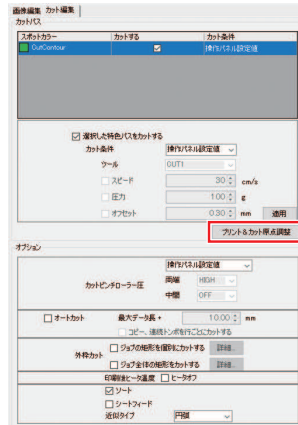 画像編集 カット編集
カットパス
スポットカラー カットする カット条件
CutContour 操作パネル設定値
選択した特色パスをカットする
カット条件 操作パネル設定値
ツール CUT1
スピード 30 cm/s
圧力 100 g
オフセット 0.30 mm 適用
プリント&カット原点調整
オプション
操作パネル設定値
カットピンチローラー圧 両端 HIGH
中間 OFF
オートカット 最大データ長+ 10.00 mm
コピー、連続トンボを行ごとにカットする
外枠カット ジョブの矩形を個別にカットする 詳細...
ジョブ全体の矩形をカットする 詳細...
印刷後ヒータ温度 ヒータオフ
ソート
シートフィード
近似タイプ 円弧